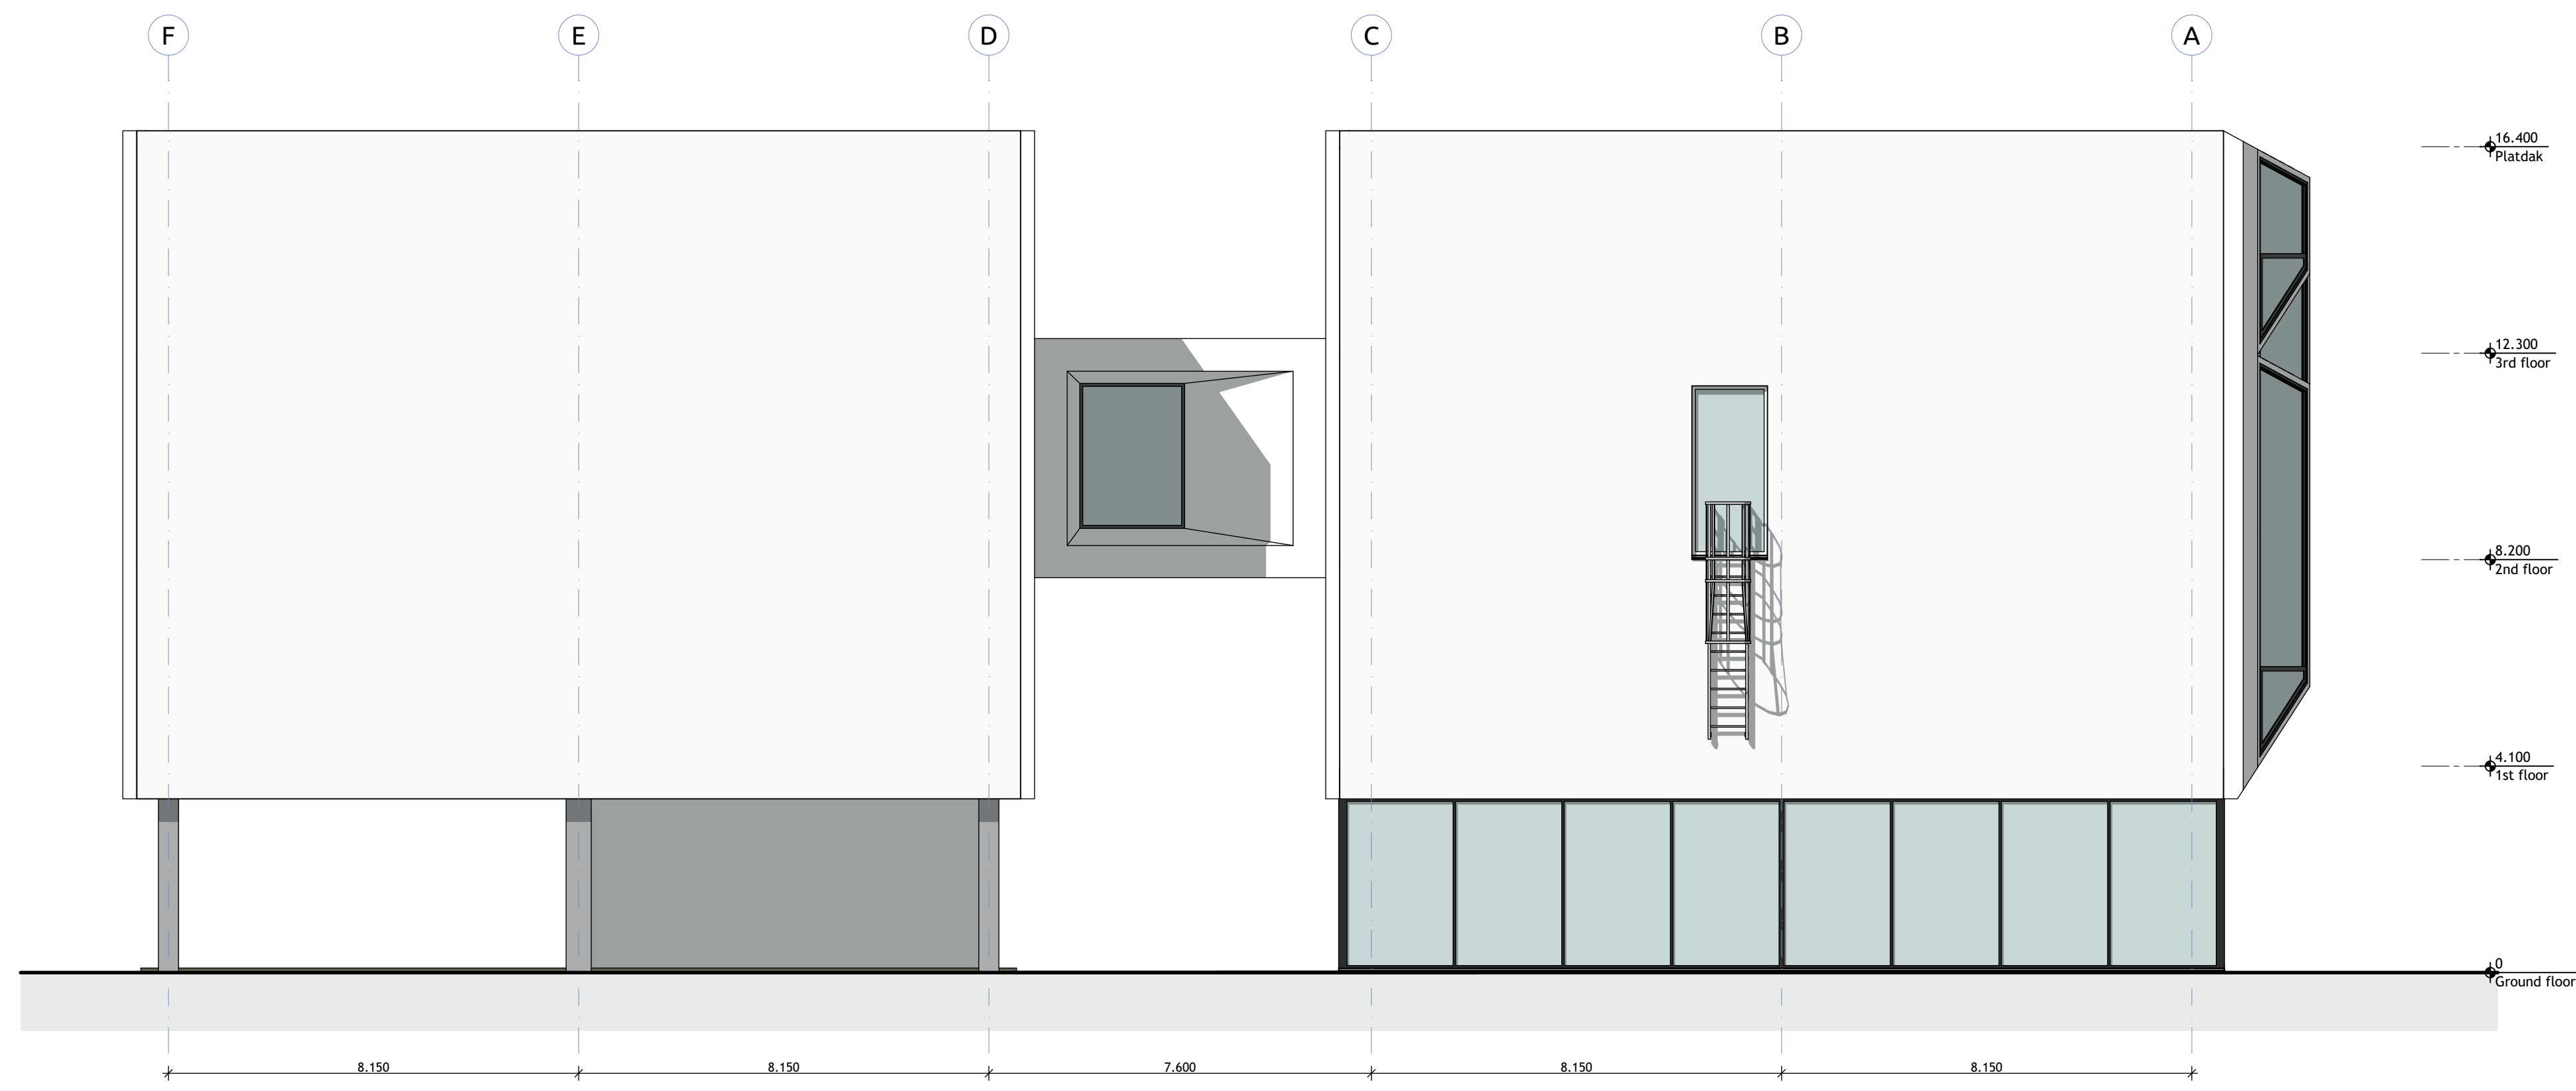 F E D C B A
16.400
Platdak
12.300
3rd floor
8.200
2nd floor
4.100
1st floor
0
Ground floor
8.150 8.150 7.600 8.150 8.150